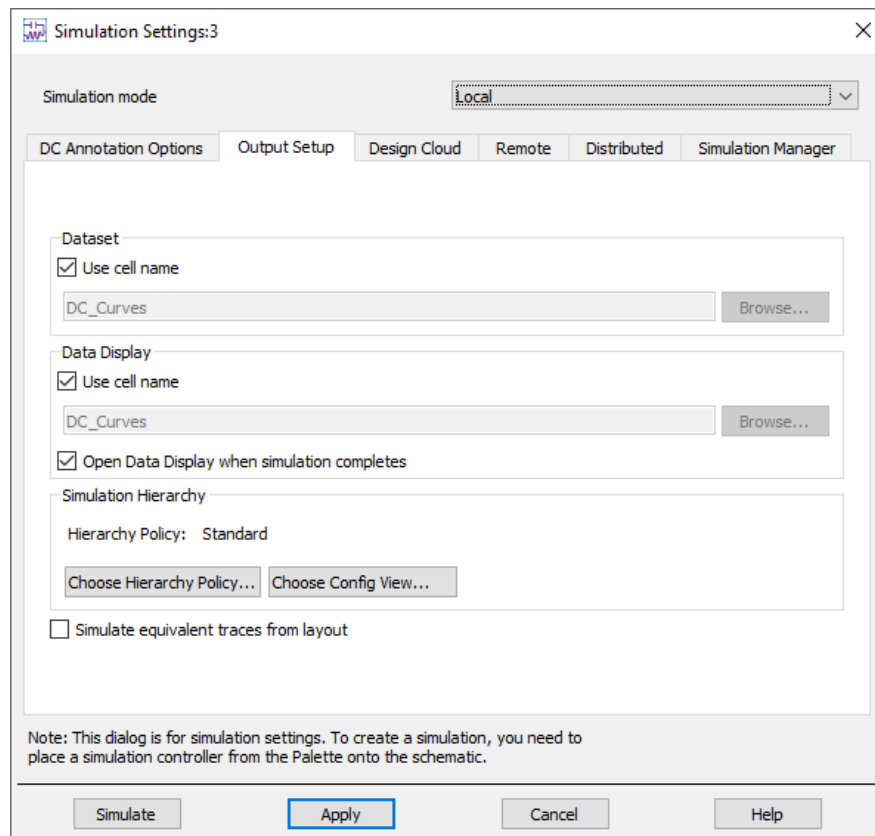 Simulation Settings:3
Simulation mode
Local
DC Annotation Options Output Setup Design Cloud Remote Distributed Simulation Manager
Dataset
Use cell name
DC_Curves Browse...
Data Display
Use cell name
DC_Curves Browse...
Open Data Display when simulation completes
Simulation Hierarchy
Hierarchy Policy: Standard
Choose Hierarchy Policy... Choose Config View...
Simulate equivalent traces from layout
Note: This dialog is for simulation settings. To create a simulation, you need to
place a simulation controller from the Palette onto the schematic.
Simulate Apply Cancel Help